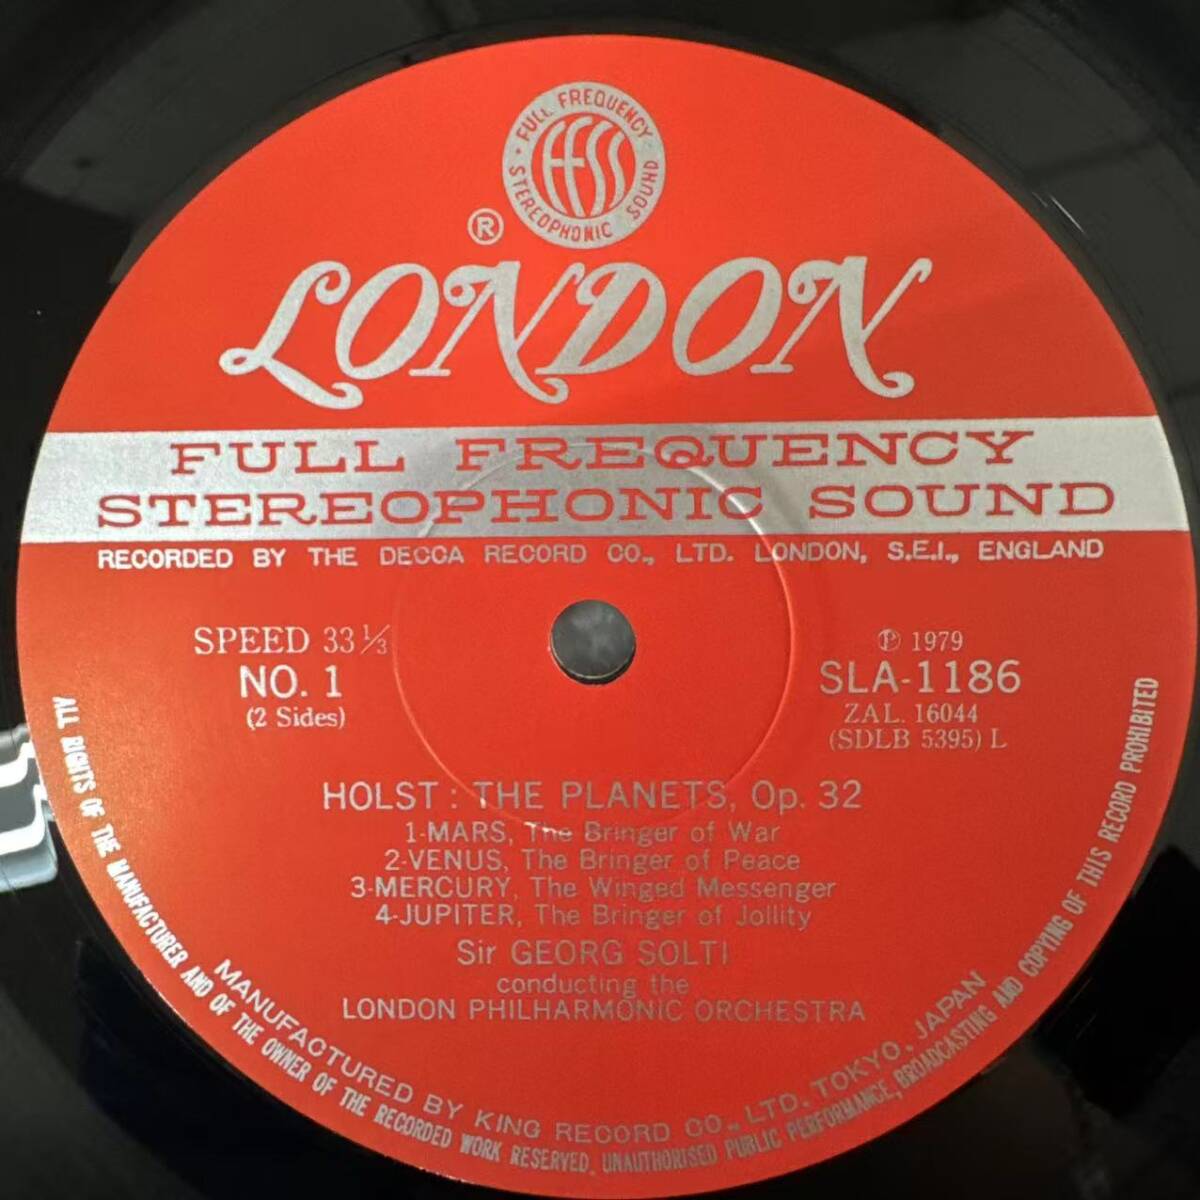 FULL FREQUENCY
STEREOPHONIC SOUND
FFSS
®
LONDON
FULL FREQUENCY
STEREOPHONIC SOUND
RECORDED BY THE DECCA RECORD CO., LTD. LONDON, S.E.I., ENGLAND
SPEED 33 1/3
NO. 1
(2 Sides)
℗ 1979
SLA-1186
ZAL. 16044
(SDLB 5395) L
HOLST : THE PLANETS, Op. 32
1-MARS, The Bringer of War
2-VENUS, The Bringer of Peace
3-MERCURY, The Winged Messenger
4-JUPITER, The Bringer of Jollity
Sir GEORG SOLTI
conducting the
LONDON PHILHARMONIC ORCHESTRA
MANUFACTURED BY KING RECORD CO., LTD. TOKYO, JAPAN
ALL RIGHTS OF THE MANUFACTURER AND OF THE OWNER OF THE RECORDED WORK RESERVED. UNAUTHORISED PUBLIC PERFORMANCE, BROADCASTING AND COPYING OF THIS RECORD PROHIBITED